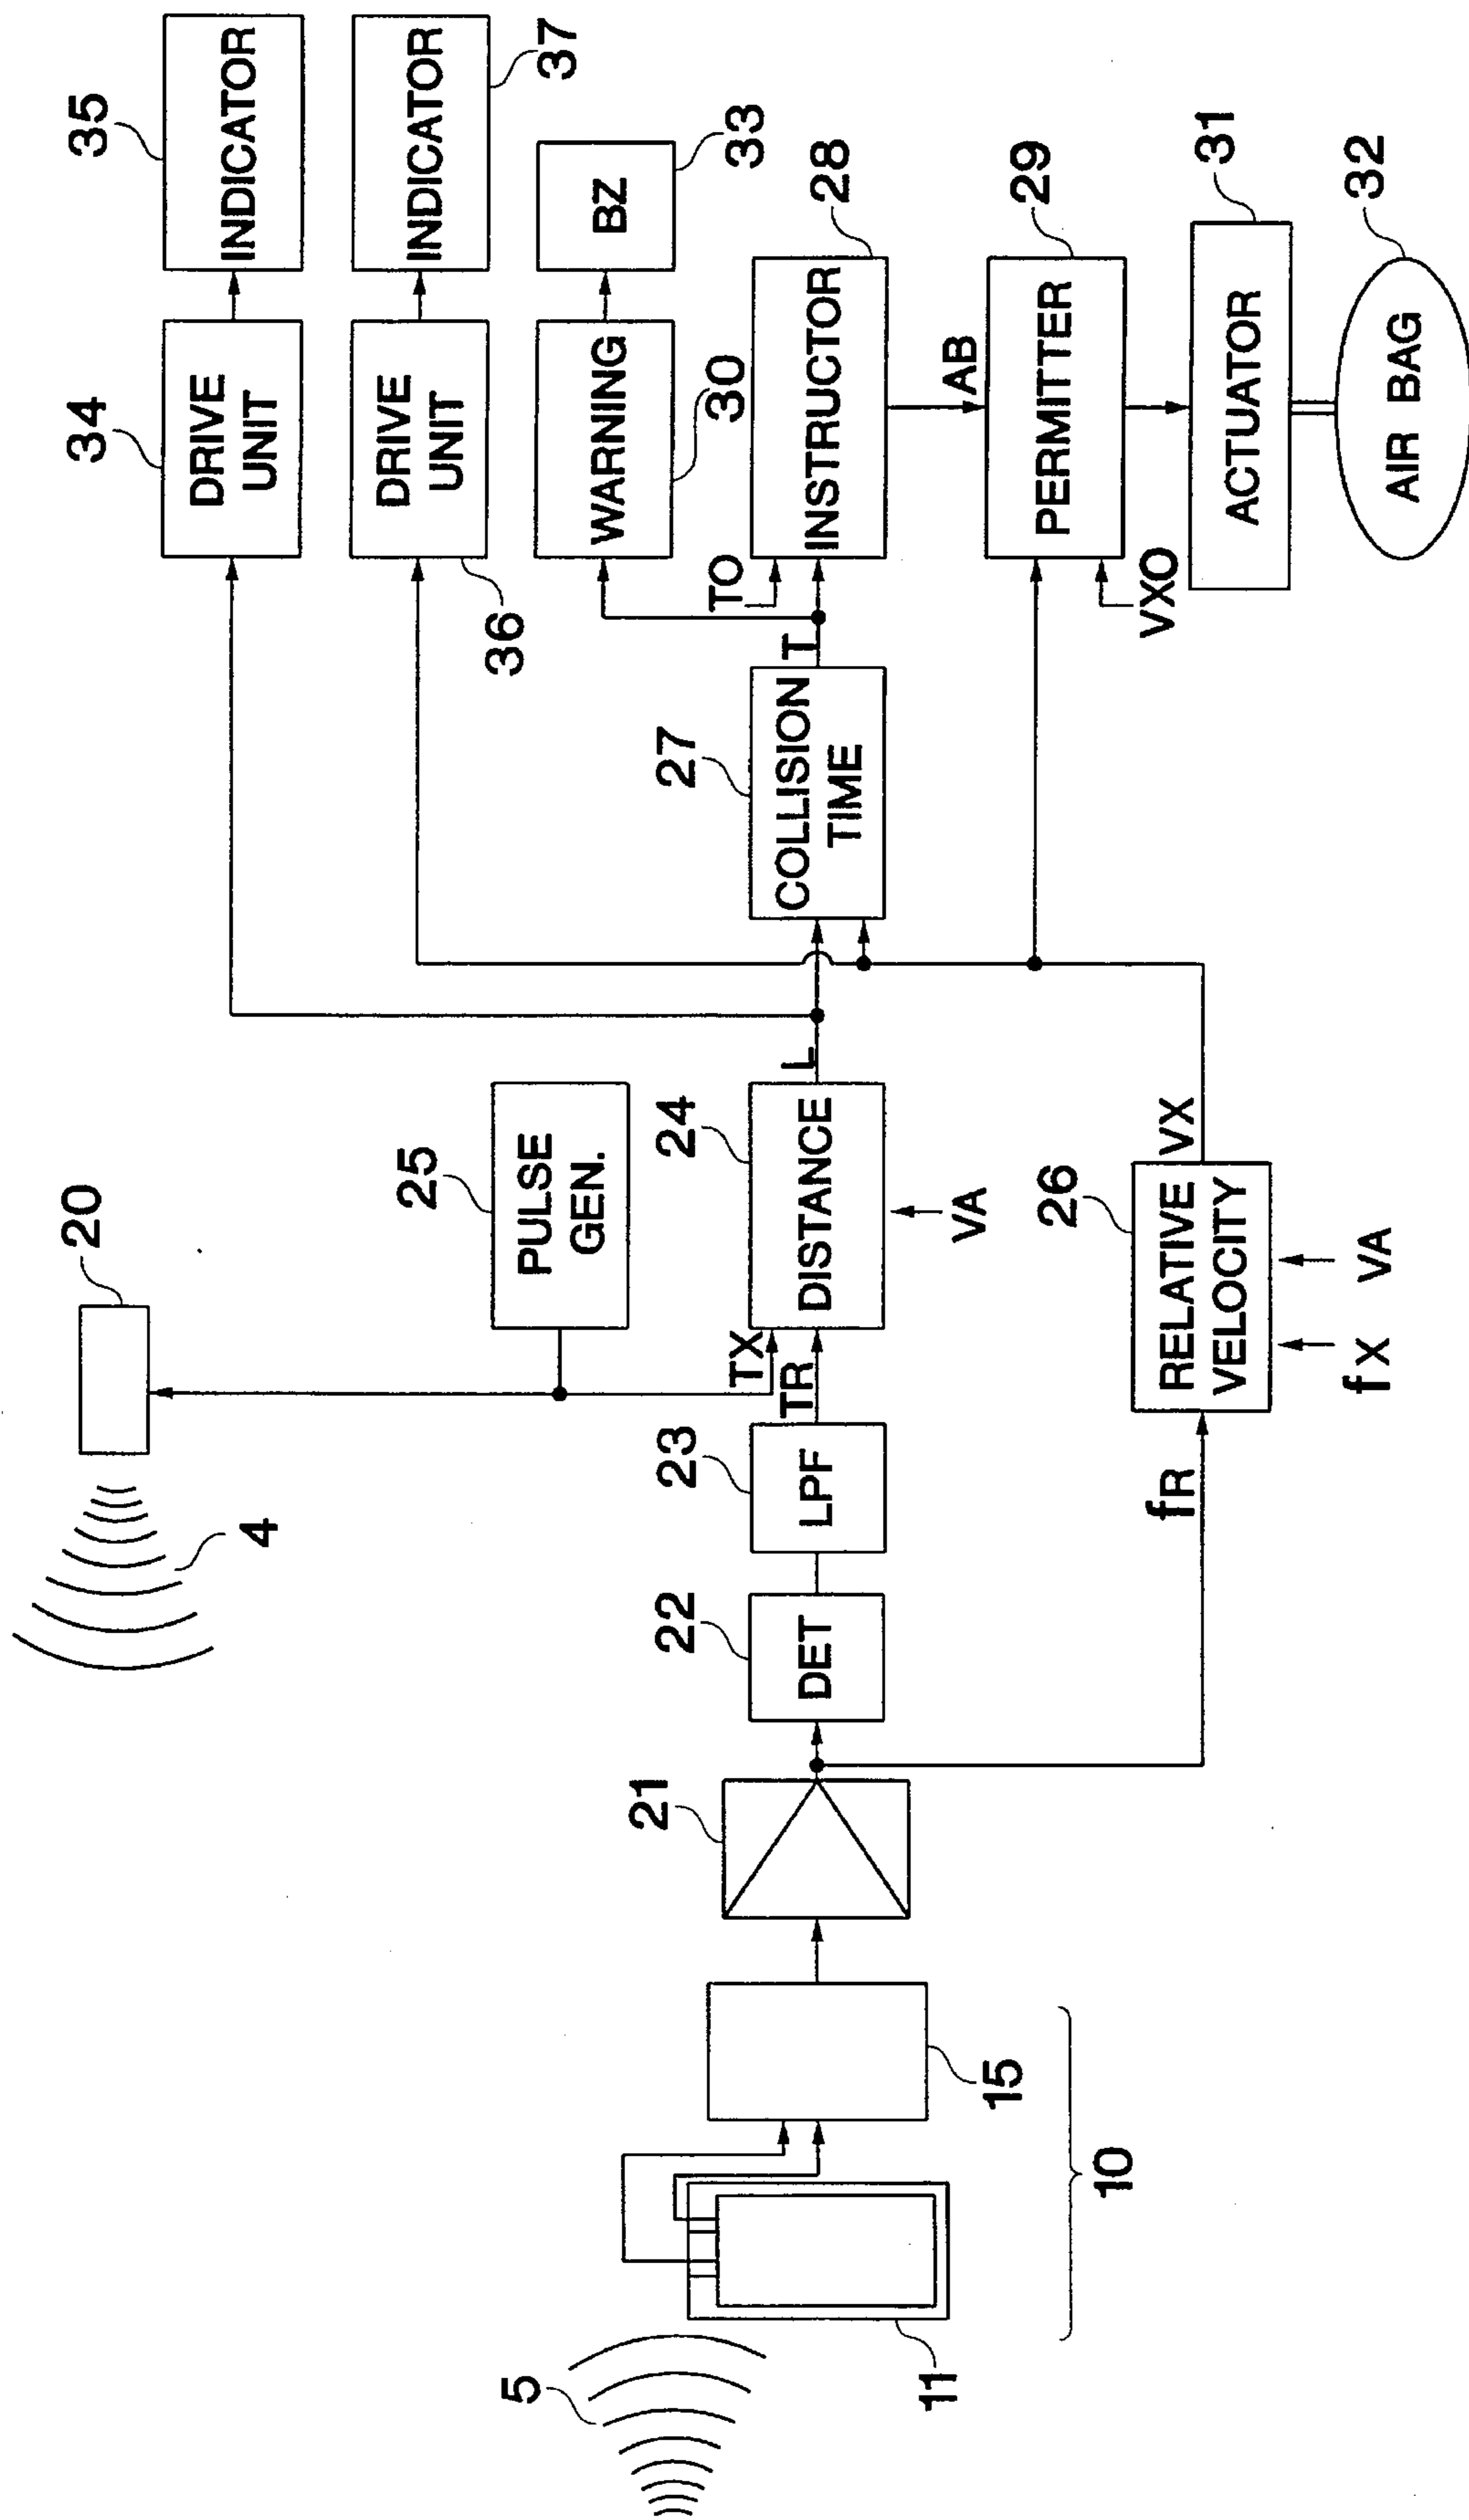 35
INDICATOR
INDICATOR
37
BZ
33
34
DRIVE
UNIT
DRIVE
UNIT
36
WARNING
30
INSTRUCTOR
28
TO
T
AB
PERMITTER
29
VXO
ACTUATOR
31
AIR BAG
32
27
COLLISION
TIME
20
25
PULSE
GEN.
24
DISTANCE
L
VA
TX
TR
26
RELATIVE
VELOCITY
VX
fX
VA
fR
4
23
LPF
22
DET
21
15
10
11
5